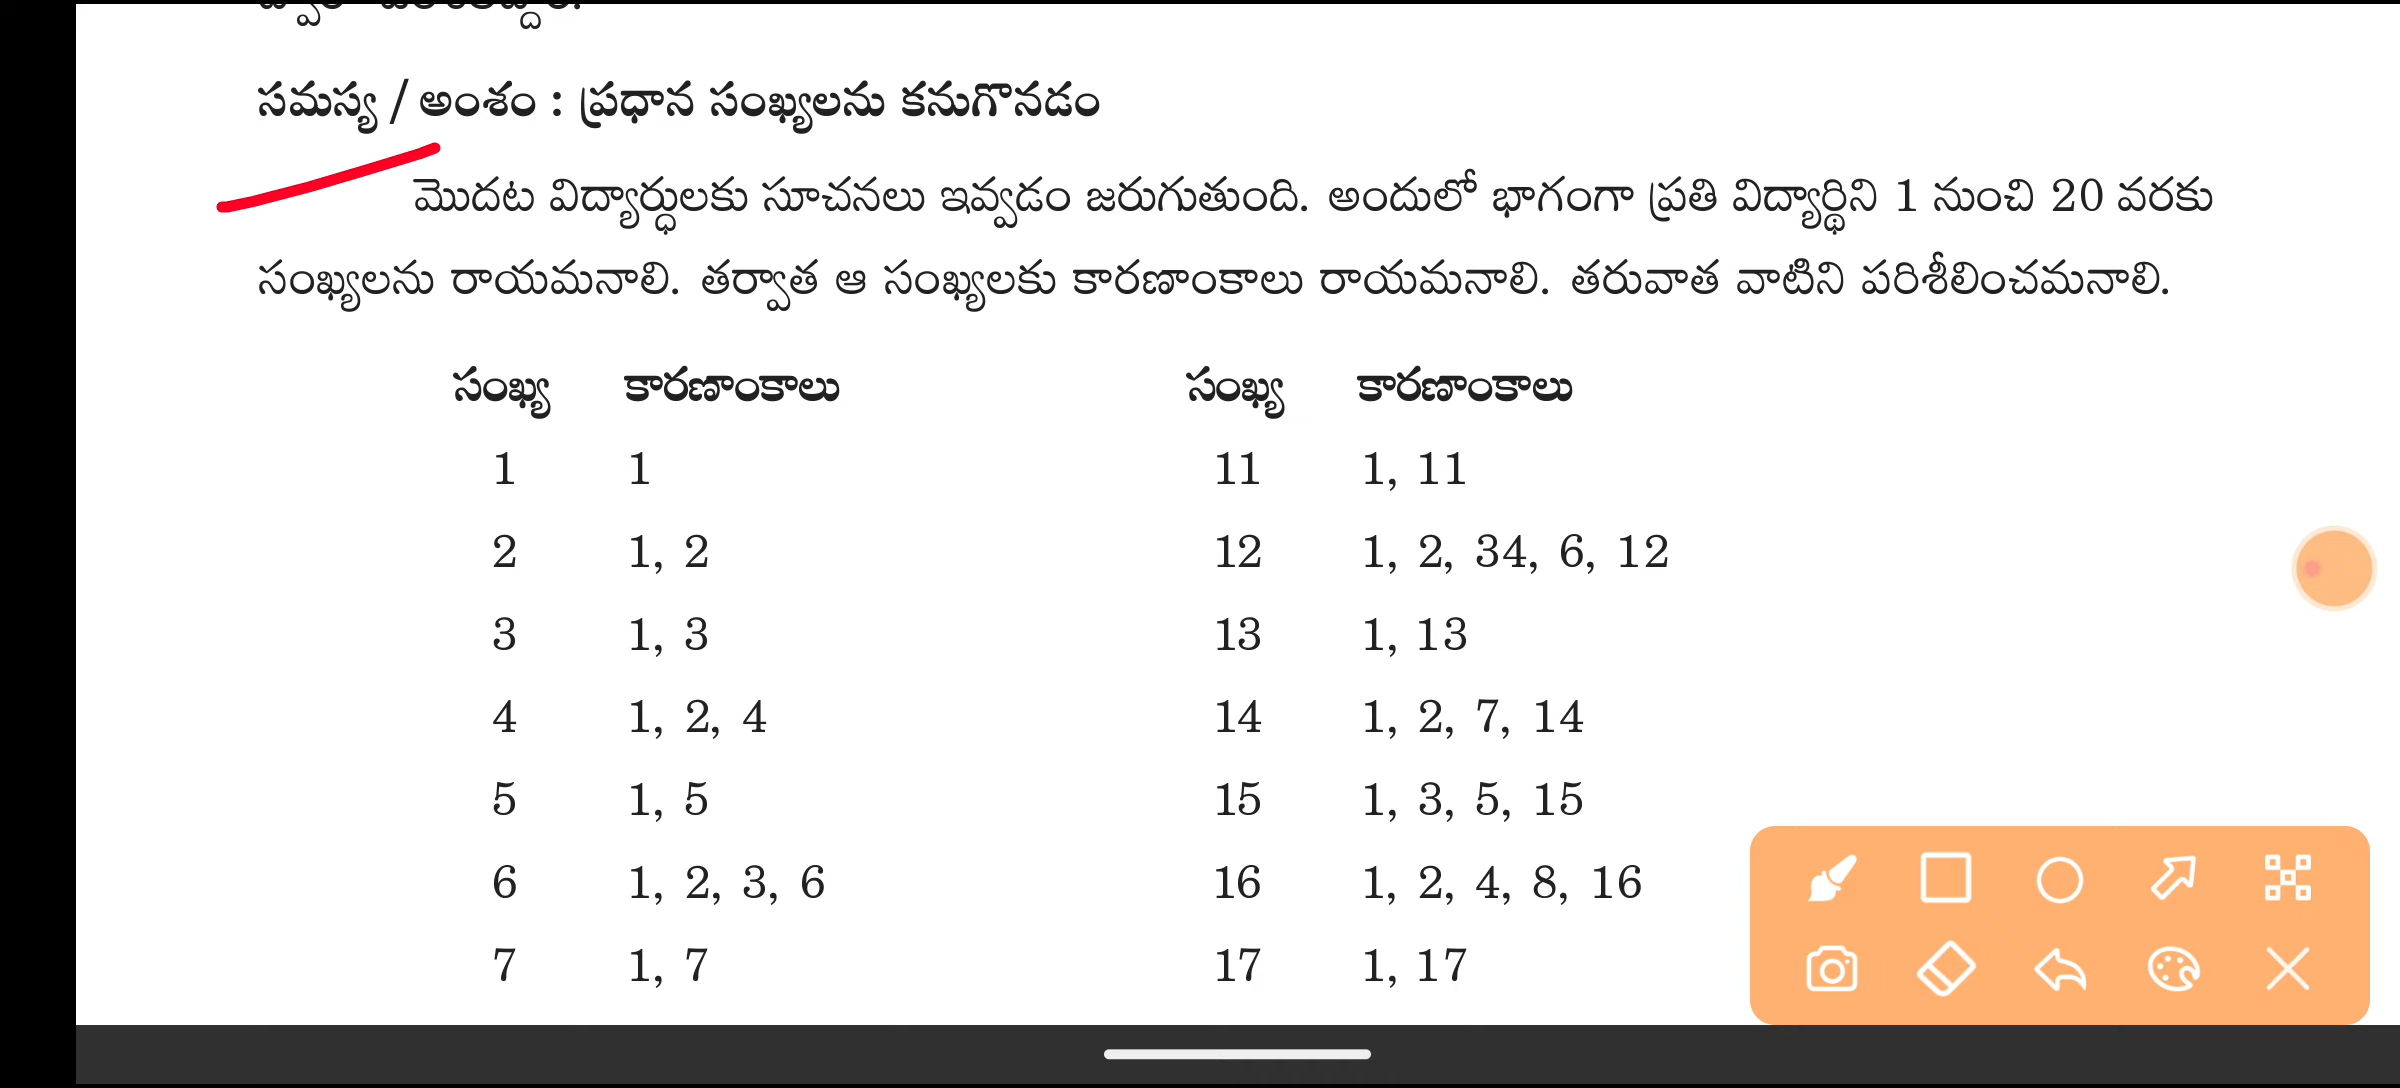 సమస్య / అంశం : ప్రధాన సంఖ్యలను కనుగొనడం
మొదట విద్యార్థులకు సూచనలు ఇవ్వడం జరుగుతుంది. అందులో భాగంగా ప్రతి విద్యార్థిని 1 నుంచి 20 వరకు
సంఖ్యలను రాయమనాలి. తర్వాత ఆ సంఖ్యలకు కారణాంకాలు రాయమనాలి. తరువాత వాటిని పరిశీలించమనాలి.
సంఖ్య కారణాంకాలు సంఖ్య కారణాంకాలు
1 1 11 1, 11
2 1, 2 12 1, 2, 34, 6, 12
3 1, 3 13 1, 13
4 1, 2, 4 14 1, 2, 7, 14
5 1, 5 15 1, 3, 5, 15
6 1, 2, 3, 6 16 1, 2, 4, 8, 16
7 1, 7 17 1, 17